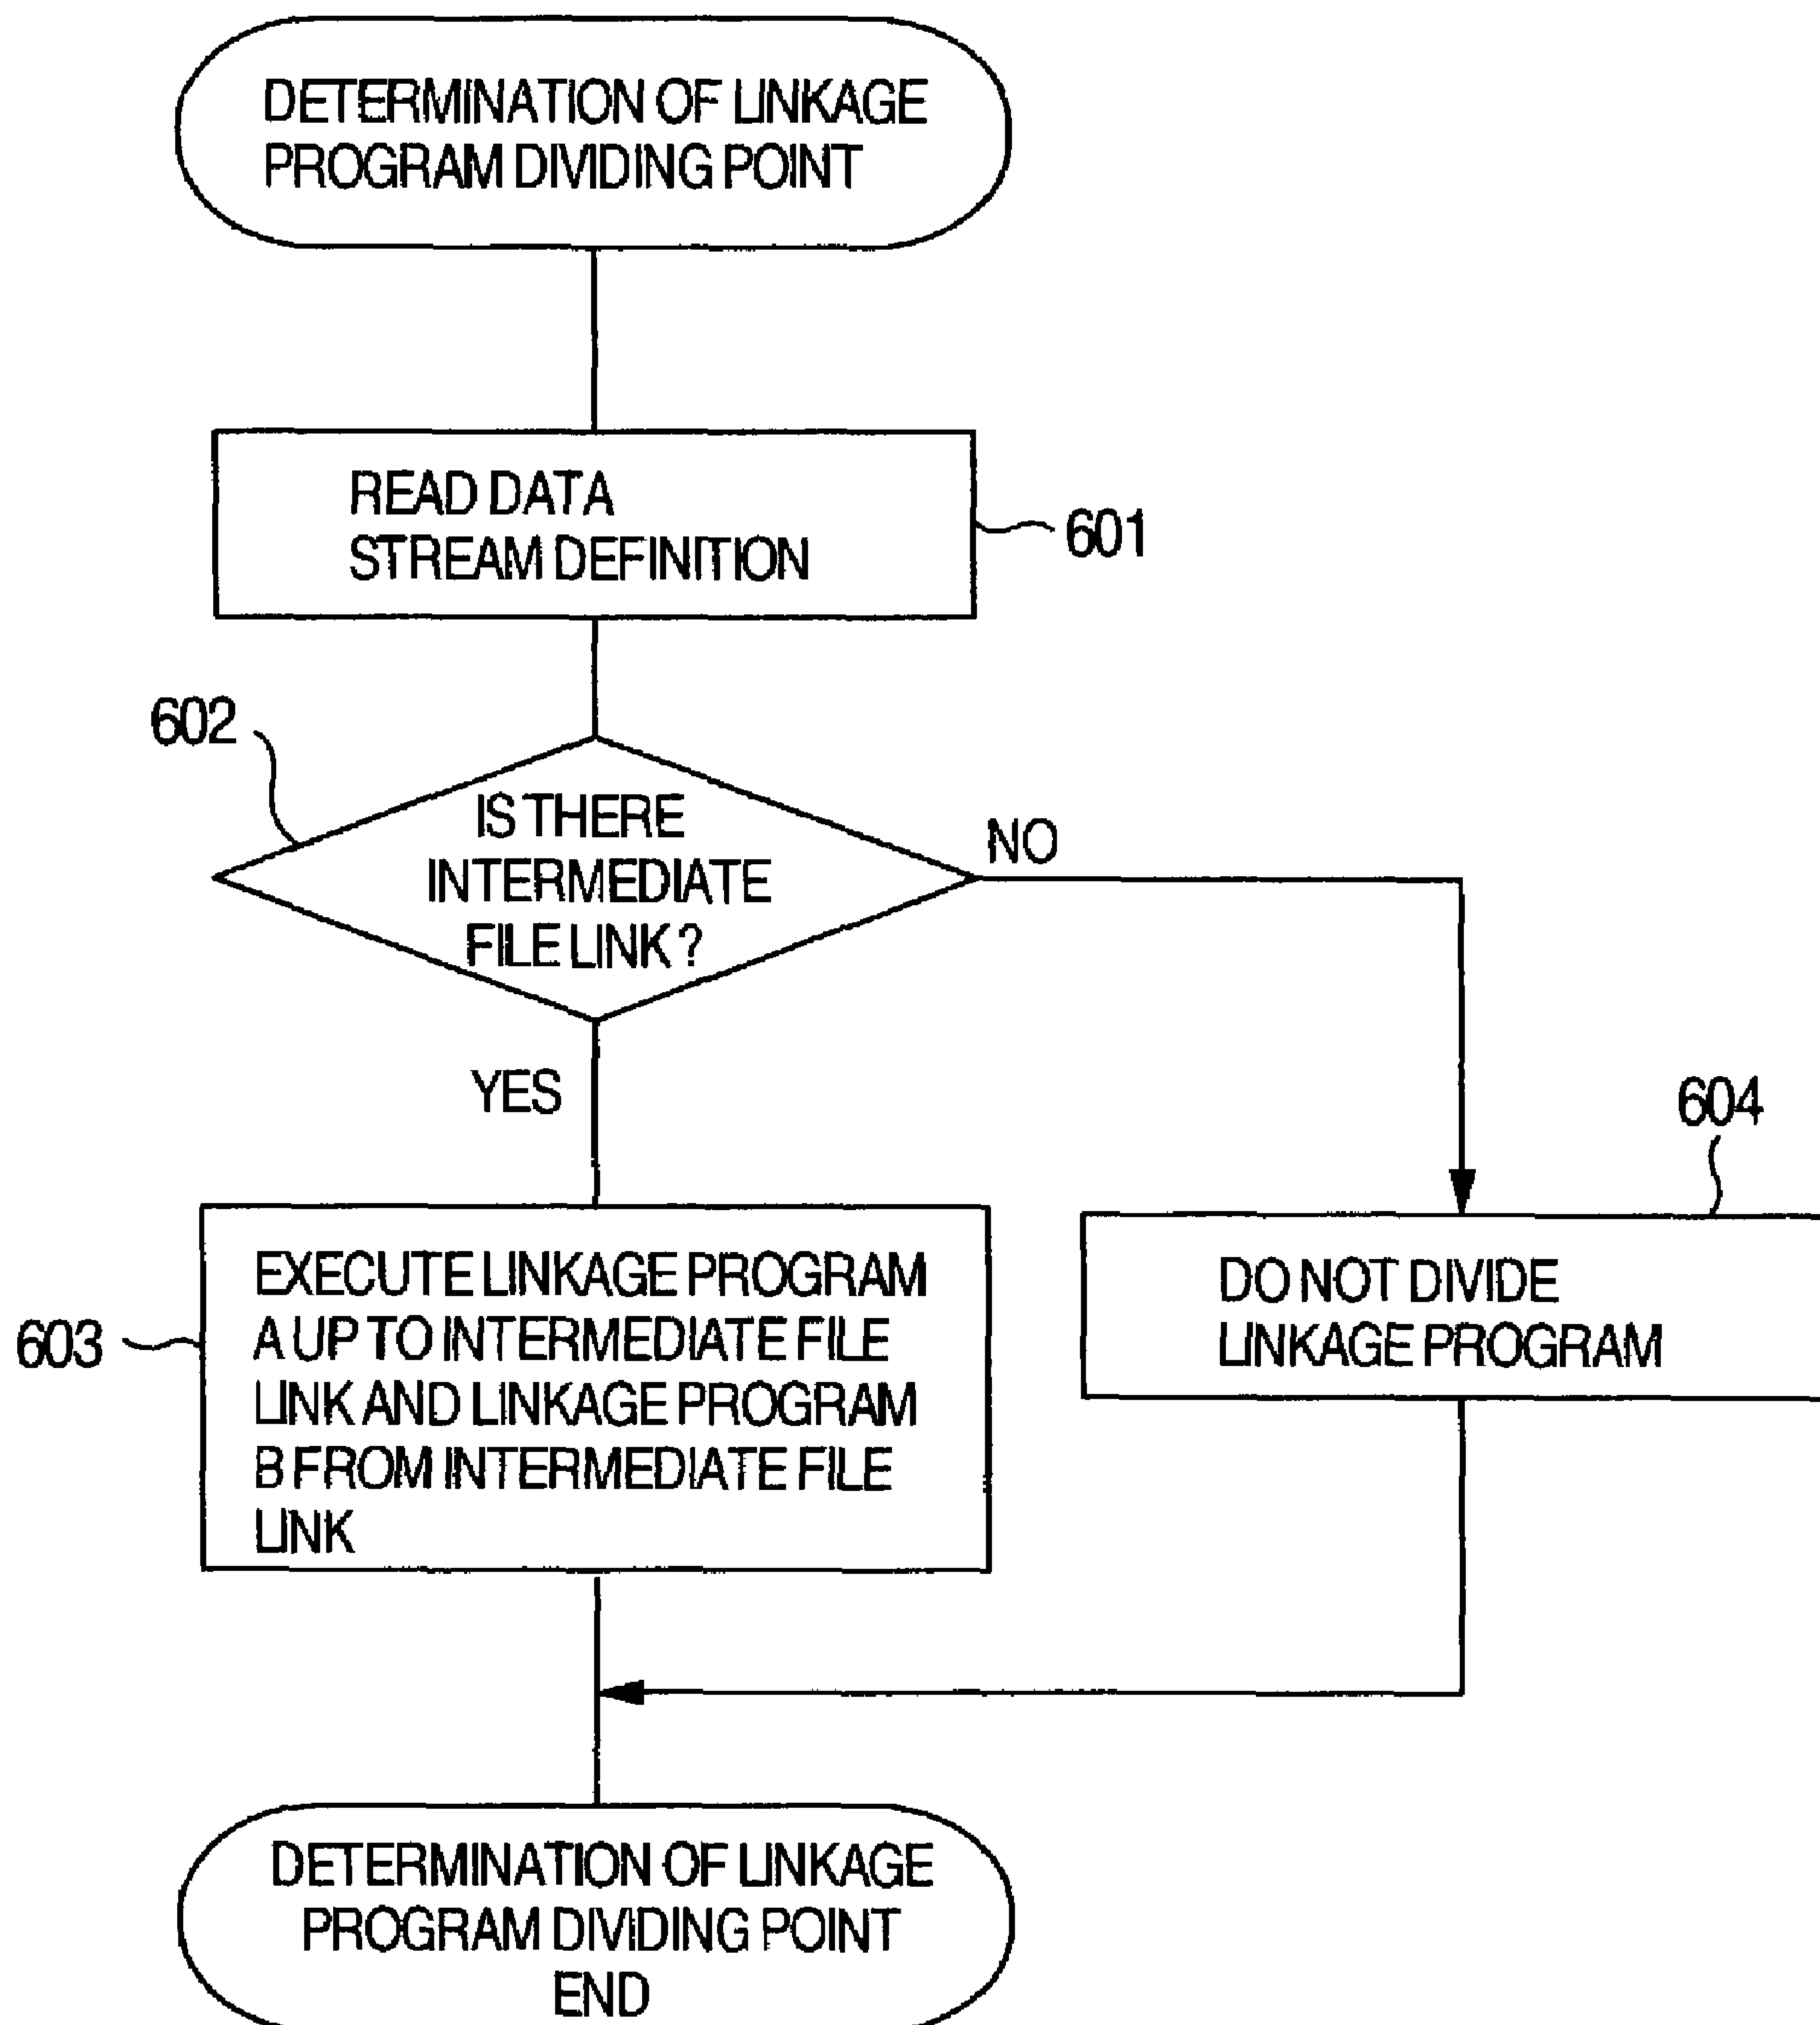 DETERMINATION OF LINKAGE
PROGRAM DIVIDING POINT
READ DATA
STREAM DEFINITION
601
602
IS THERE
INTERMEDIATE
FILE LINK?
NO
YES
604
EXECUTE LINKAGE PROGRAM
A UP TO INTERMEDIATE FILE
LINK AND LINKAGE PROGRAM
B FROM INTERMEDIATE FILE
LINK
603
DO NOT DIVIDE
LINKAGE PROGRAM
DETERMINATION OF LINKAGE
PROGRAM DIVIDING POINT
END